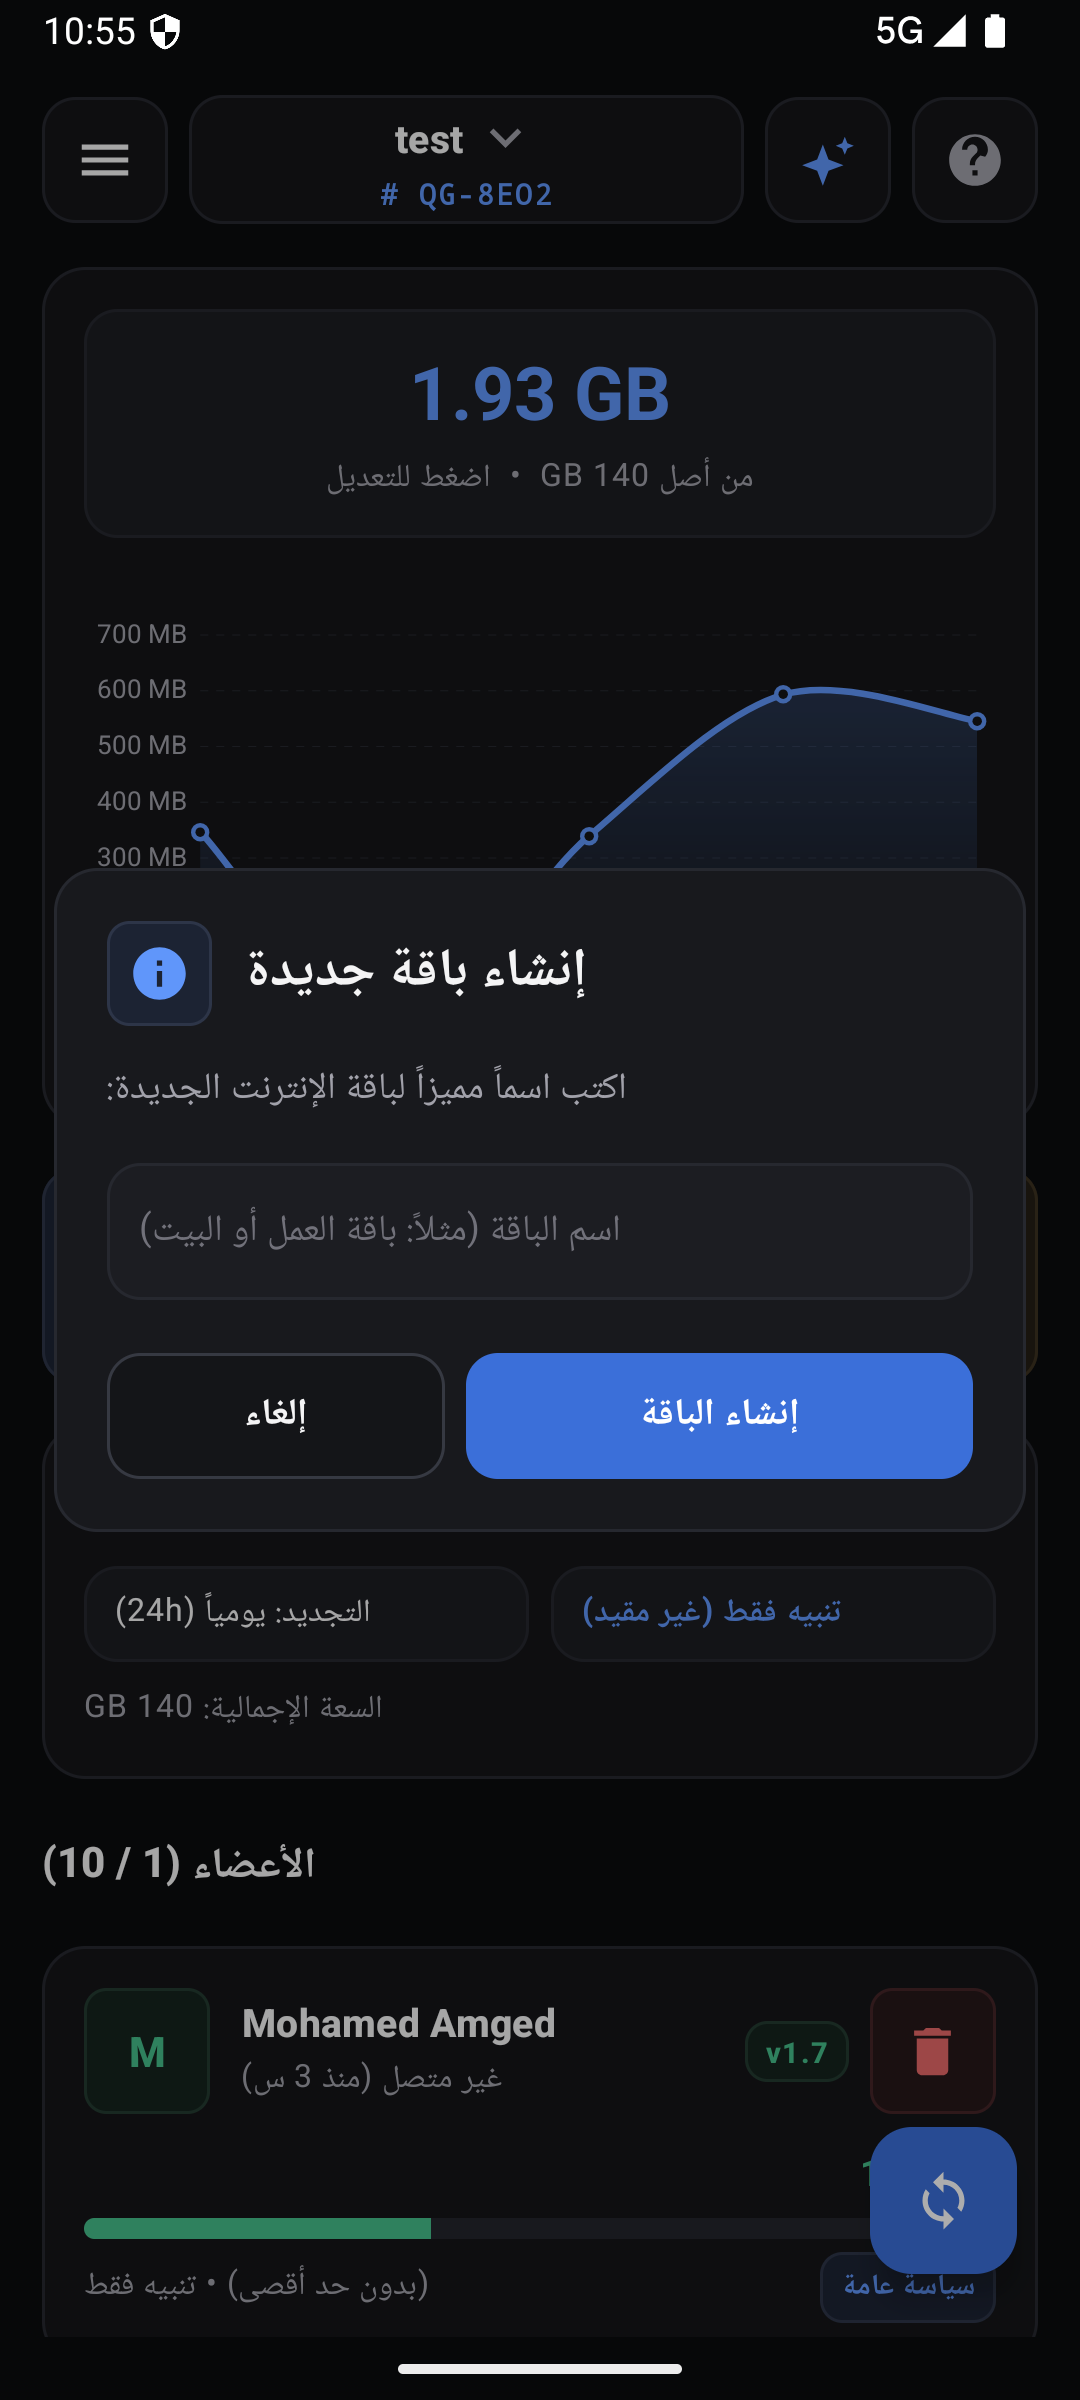 10:55
5G
test
# QG-8EO2
1.93 GB
من أصل 140 GB • اضغط للتعديل
700 MB
600 MB
500 MB
400 MB
300 MB
إنشاء باقة جديدة
اكتب اسماً مميزاً لباقة الإنترنت الجديدة:
اسم الباقة (مثلاً: باقة العمل أو البيت)
إلغاء
إنشاء الباقة
التجديد: يومياً (24h)
تنبيه فقط (غير مقيد)
السعة الإجمالية: 140 GB
الأعضاء (1 / 10)
M
Mohamed Amged
غير متصل (منذ 3 س)
v1.7
(بدون حد أقصى) • تنبيه فقط
سياسة عامة